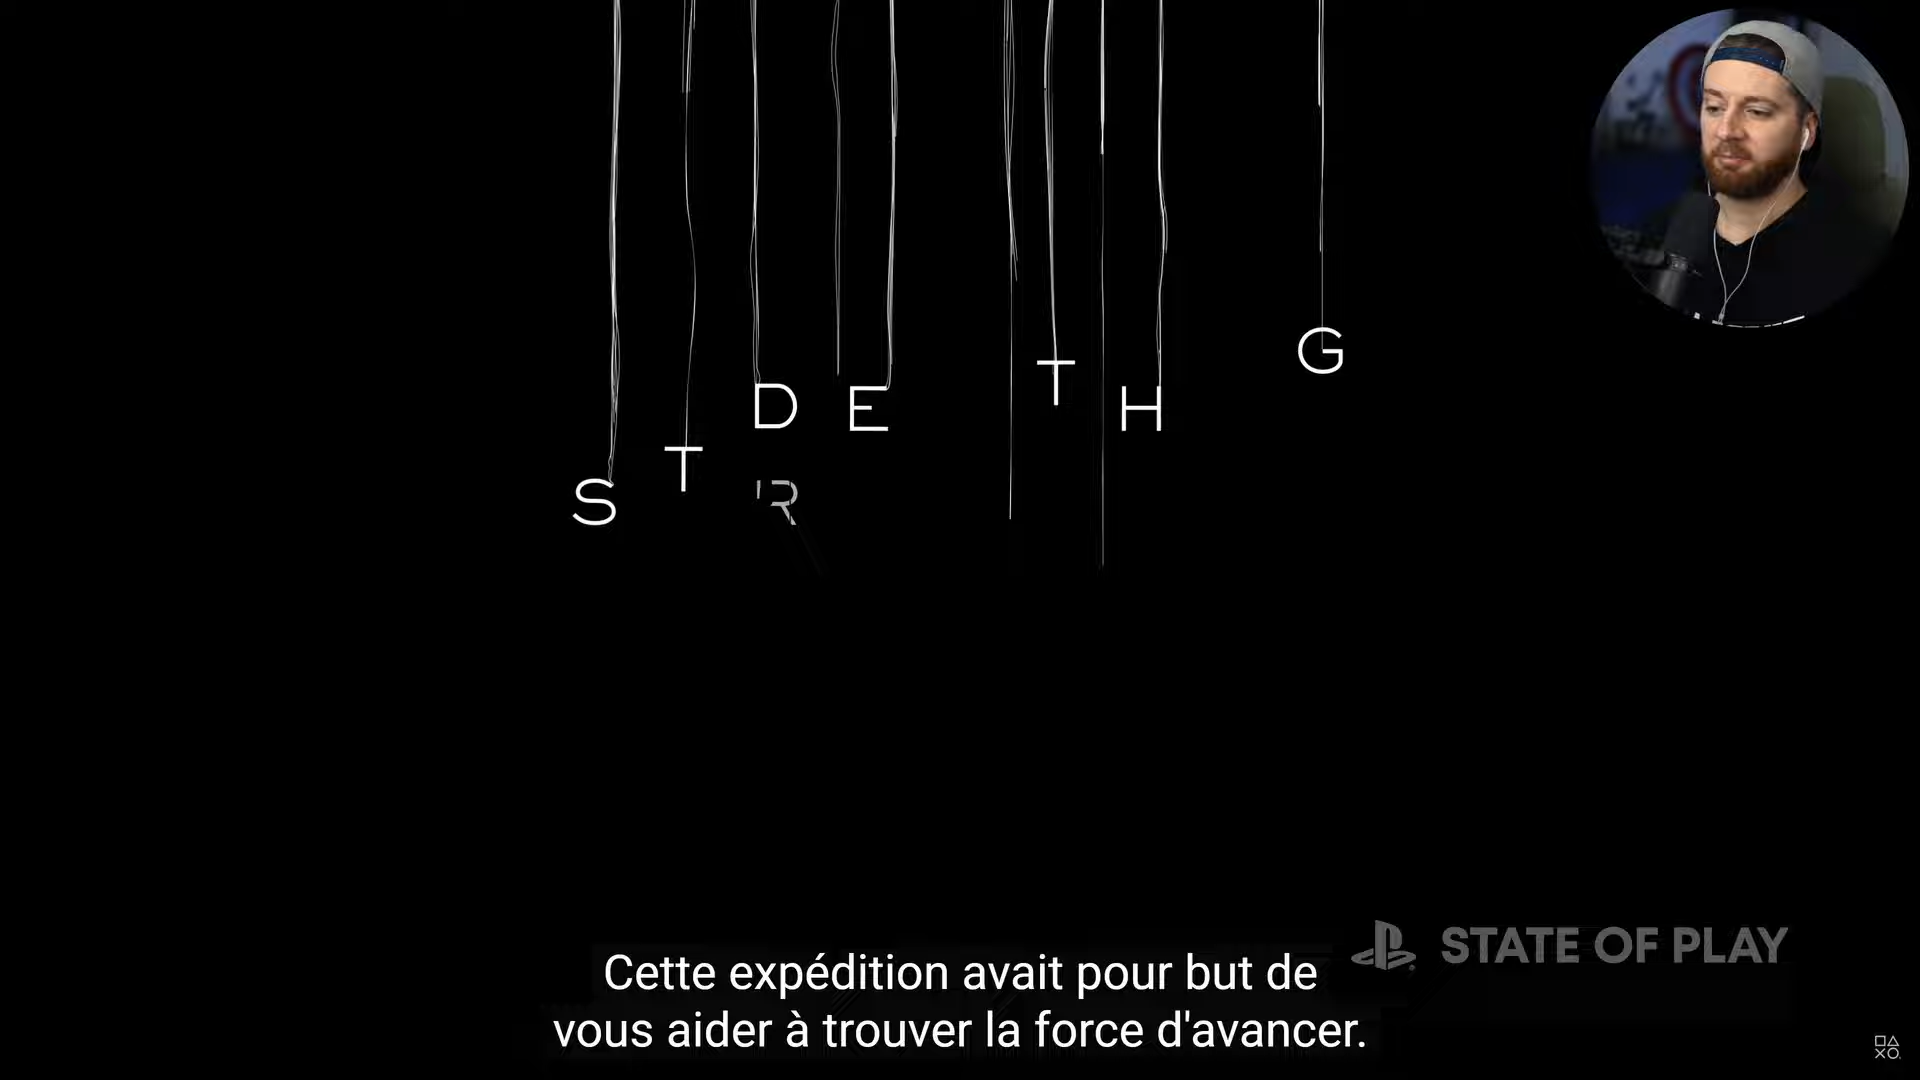 G
T
D E H
T
S R
STATE OF PLAY
Cette expédition avait pour but de
vous aider à trouver la force d'avancer.